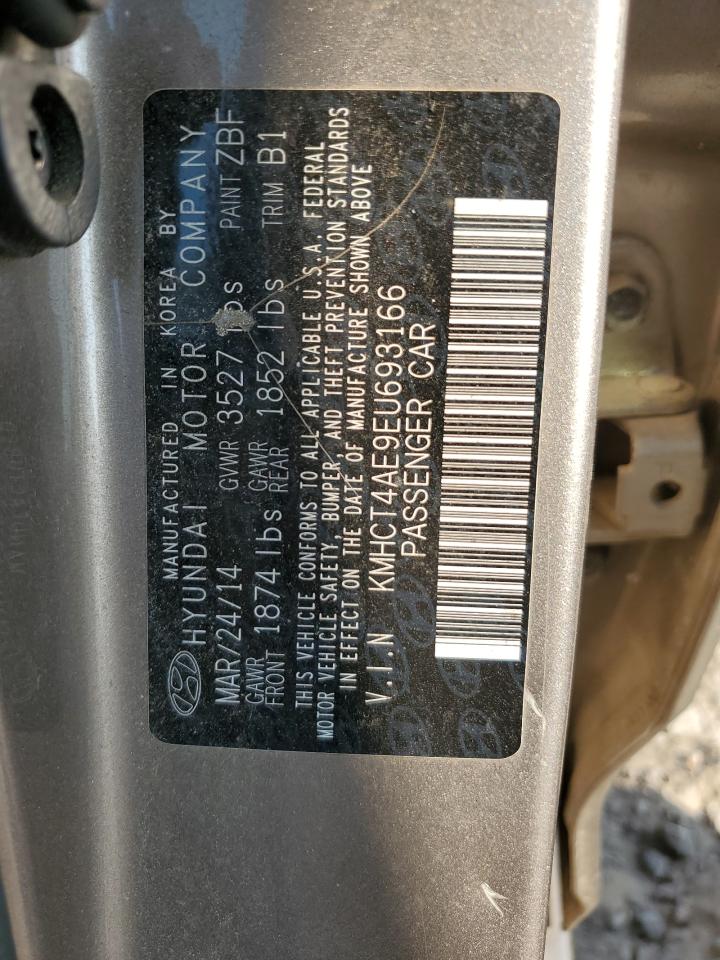 MANUFACTURED IN KOREA BY
HYUNDAI MOTOR COMPANY
MAR/24/14 GVWR 3527 lbs PAINT ZBF
GAWR FRONT 1874 lbs GAWR REAR 1852 lbs TRIM B1
THIS VEHICLE CONFORMS TO ALL APPLICABLE U.S.A. FEDERAL
MOTOR VEHICLE SAFETY, BUMPER, AND THEFT PREVENTION STANDARDS
IN EFFECT ON THE DATE OF MANUFACTURE SHOWN ABOVE
V.I.N KMHCT4AE9EU693166
PASSENGER CAR